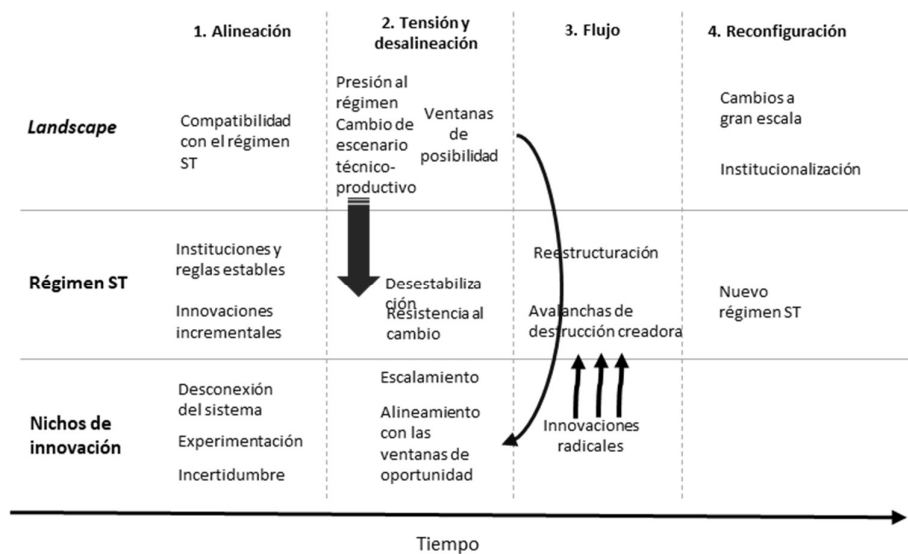 1. Alineación
2. Tensión y
desalineación
3. Flujo
4. Reconfiguración
Landscape
Compatibilidad
con el régimen
ST
Presión al
régimen
Cambio de
escenario
técnico-
productivo
Ventanas
de
posibilidad
Cambios a
gran escala
Institucionalización
Régimen ST
Instituciones y
reglas estables
Innovaciones
incrementales
Desestabiliza
ción
Resistencia al
cambio
Reestructuración
Avalanchas de
destrucción creadora
Nuevo
régimen ST
Nichos de
innovación
Desconexión
del sistema
Experimentación
Incertidumbre
Escalamiento
Alineamiento
con las
ventanas de
oportunidad
Innovaciones
radicales
Tiempo